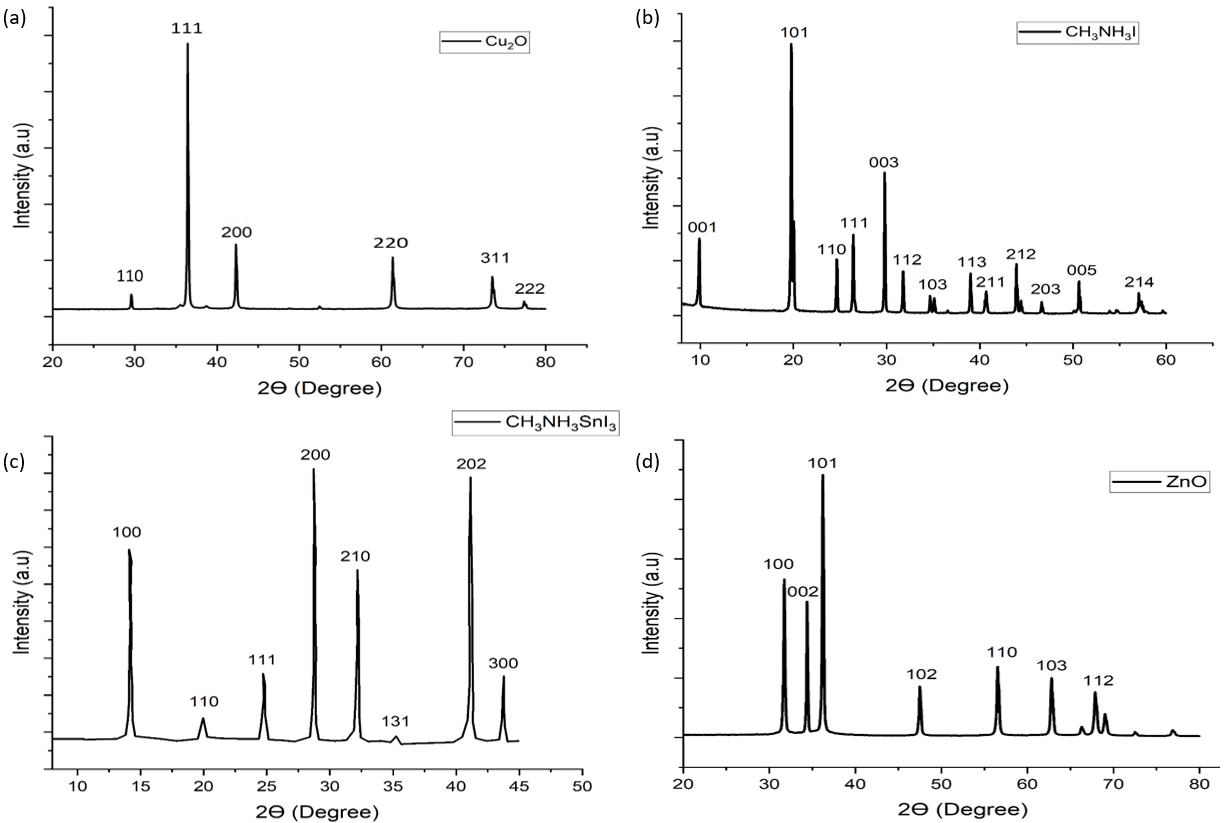 (a)
Cu₂O
111
200
220
110
311
222
Intensity (a.u)
20 30 40 50 60 70 80
2Θ (Degree)
(b)
CH₃NH₃I
101
003
001
111
110
112
103
113
211
212
203
005
214
Intensity (a.u)
10 20 30 40 50 60
2Θ (Degree)
(c)
CH₃NH₃SnI₃
200
202
100
210
111
110
131
300
Intensity (a.u)
10 15 20 25 30 35 40 45 50
2Θ (Degree)
(d)
ZnO
101
100
002
102
110
103
112
Intensity (a.u)
20 30 40 50 60 70 80
2Θ (Degree)